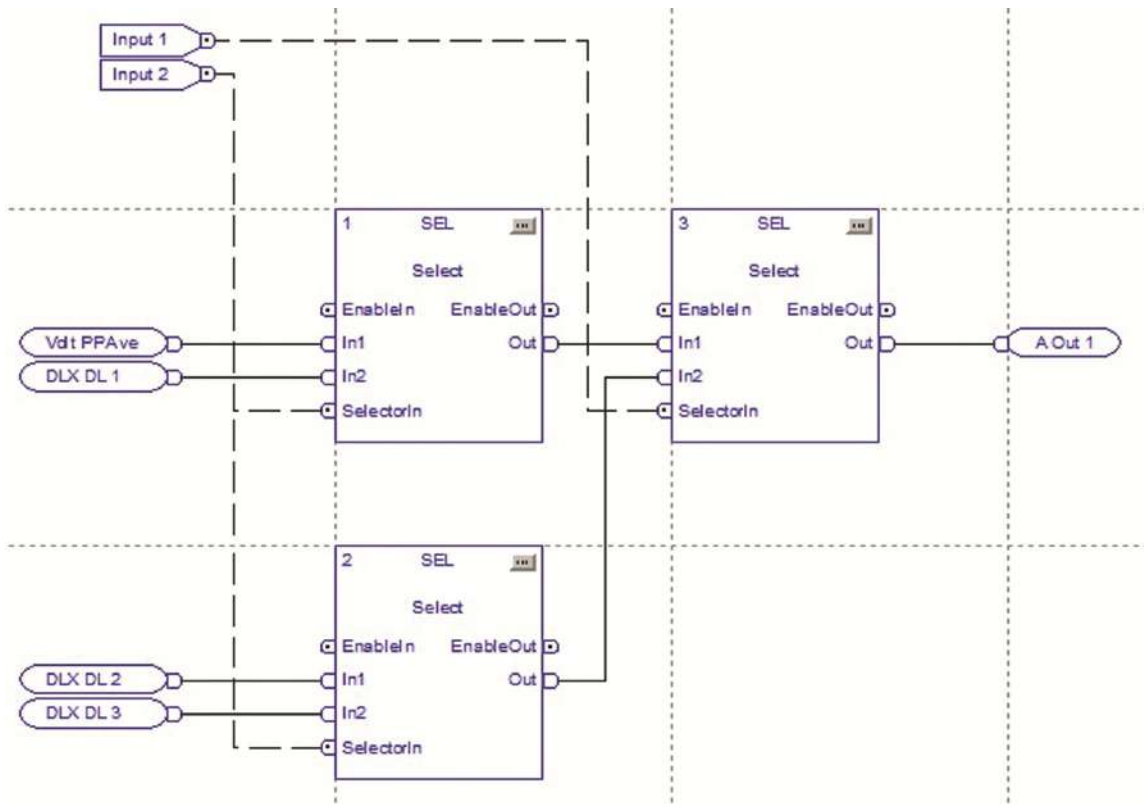 Input 1
Input 2
1 SEL
Select
EnableIn EnableOut
Volt PPAve
In1 Out
DLX DL 1
In2
SelectorIn
3 SEL
Select
EnableIn EnableOut
In1 Out
A Out 1
In2
SelectorIn
2 SEL
Select
EnableIn EnableOut
DLX DL 2
In1 Out
DLX DL 3
In2
SelectorIn